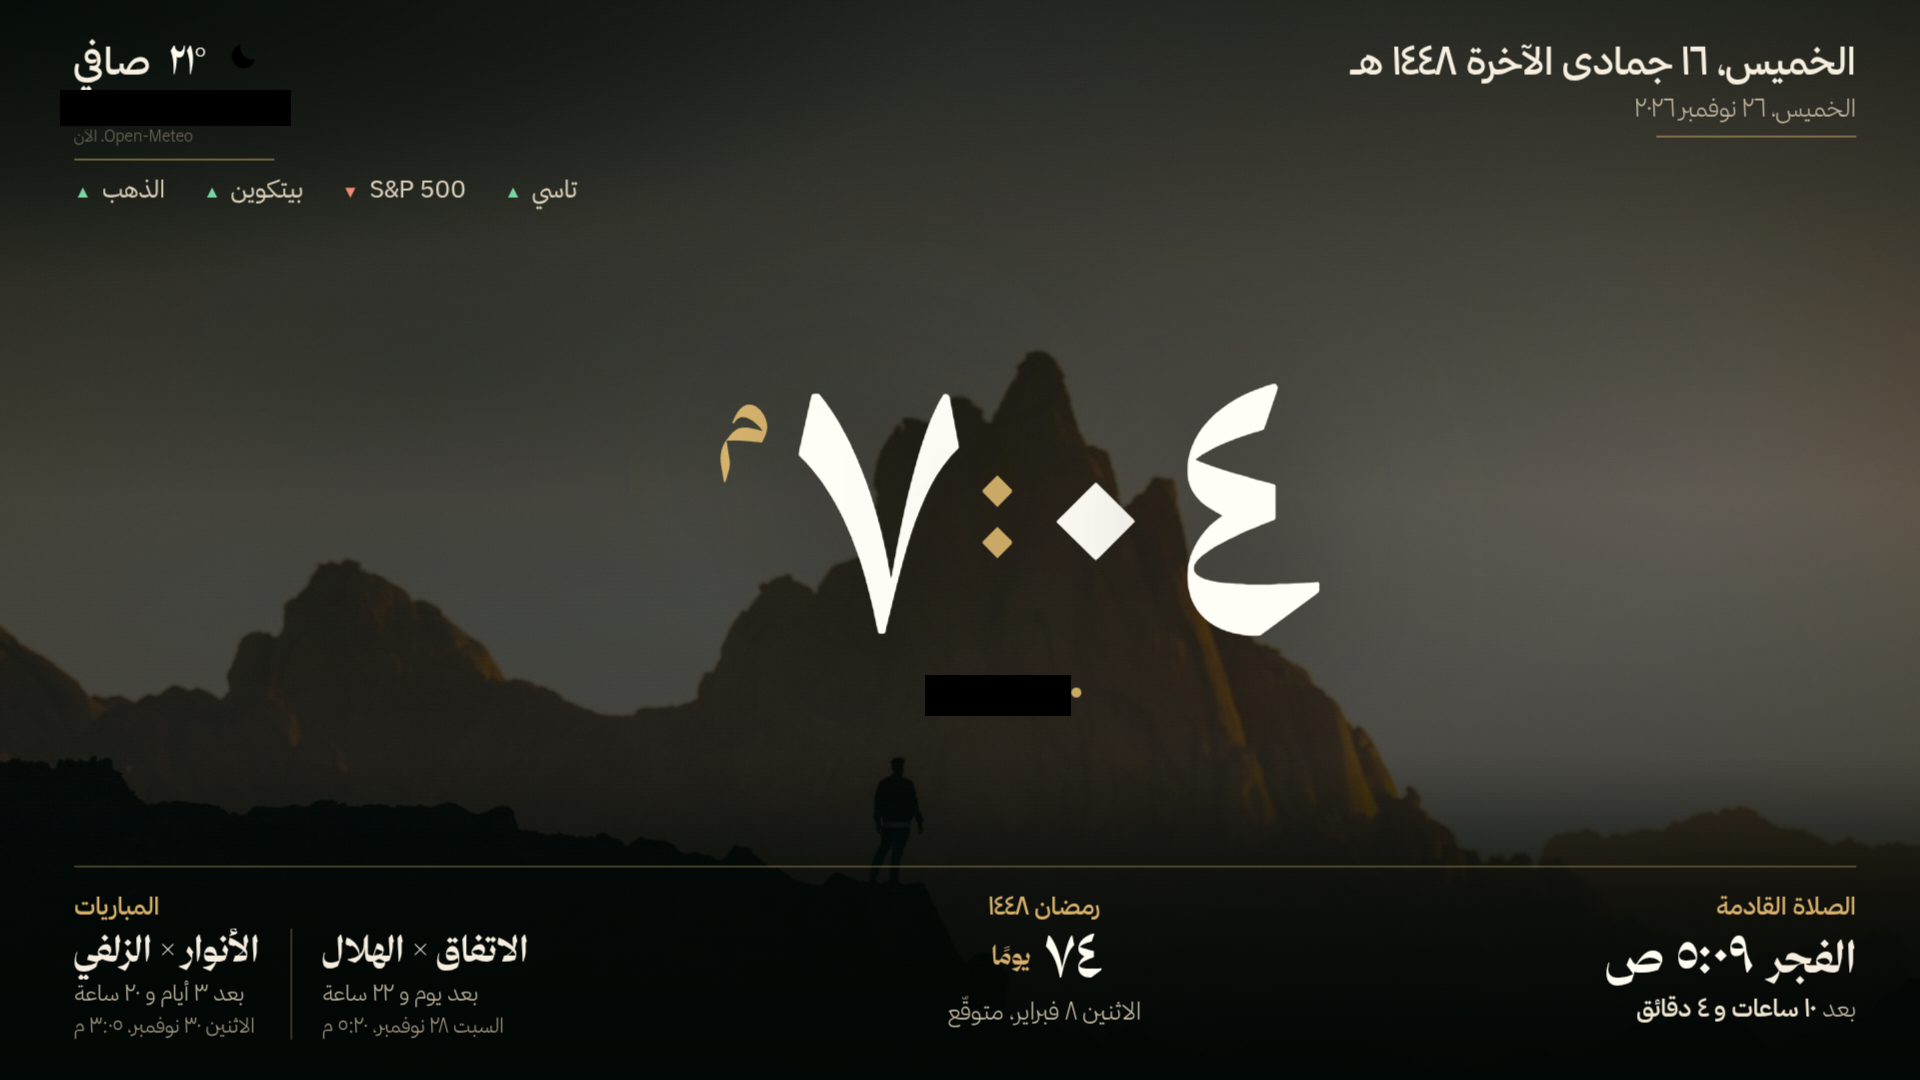 الخميس، ١٦ جمادى الآخرة ١٤٤٨ هـ
الخميس، ٢٦ نوفمبر ٢٠٢٦
٢١° صافي
Open-Meteo. الآن
تاسي ▲ S&P 500 ▼ بيتكوين ▲ الذهب ▲
٧:٠٤ م
الصلاة القادمة
الفجر ٥:٠٩ ص
بعد ١٠ ساعات و ٤ دقائق
رمضان ١٤٤٨
٧٤ يومًا
الاثنين ٨ فبراير، متوقّع
المباريات
الاتفاق × الهلال
بعد يوم و ٢٢ ساعة
السبت ٢٨ نوفمبر، ٥:٢٠ م
الأنوار × الزلفي
بعد ٣ أيام و ٢٠ ساعة
الاثنين ٣٠ نوفمبر، ٣:٠٥ م